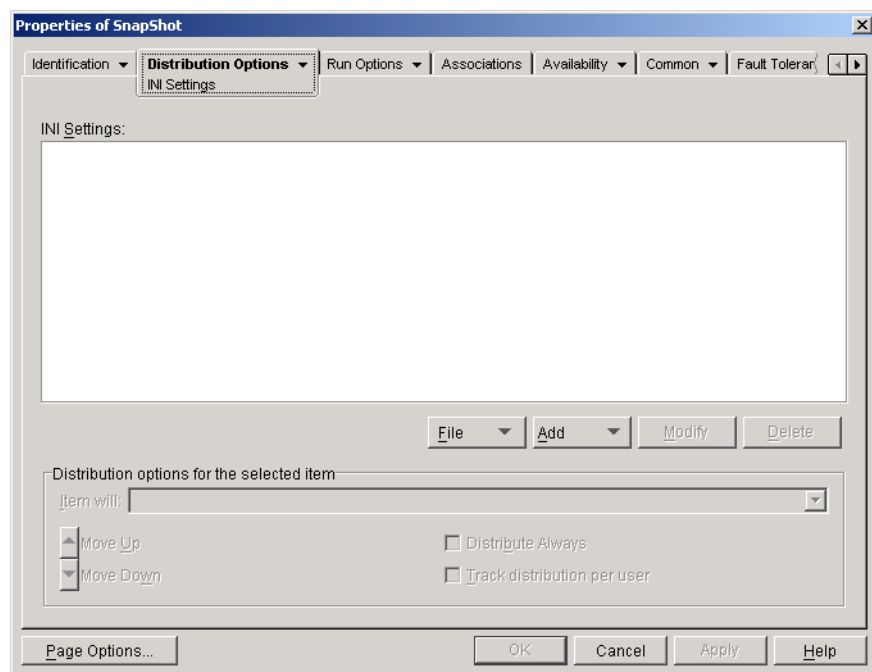 Properties of SnapShot
Identification Distribution Options Run Options Associations Availability Common Fault Toleran
INI Settings
INI Settings:
File Add Modify Delete
Distribution options for the selected item
Item will:
Move Up Distribute Always
Move Down Track distribution per user
Page Options... OK Cancel Apply Help